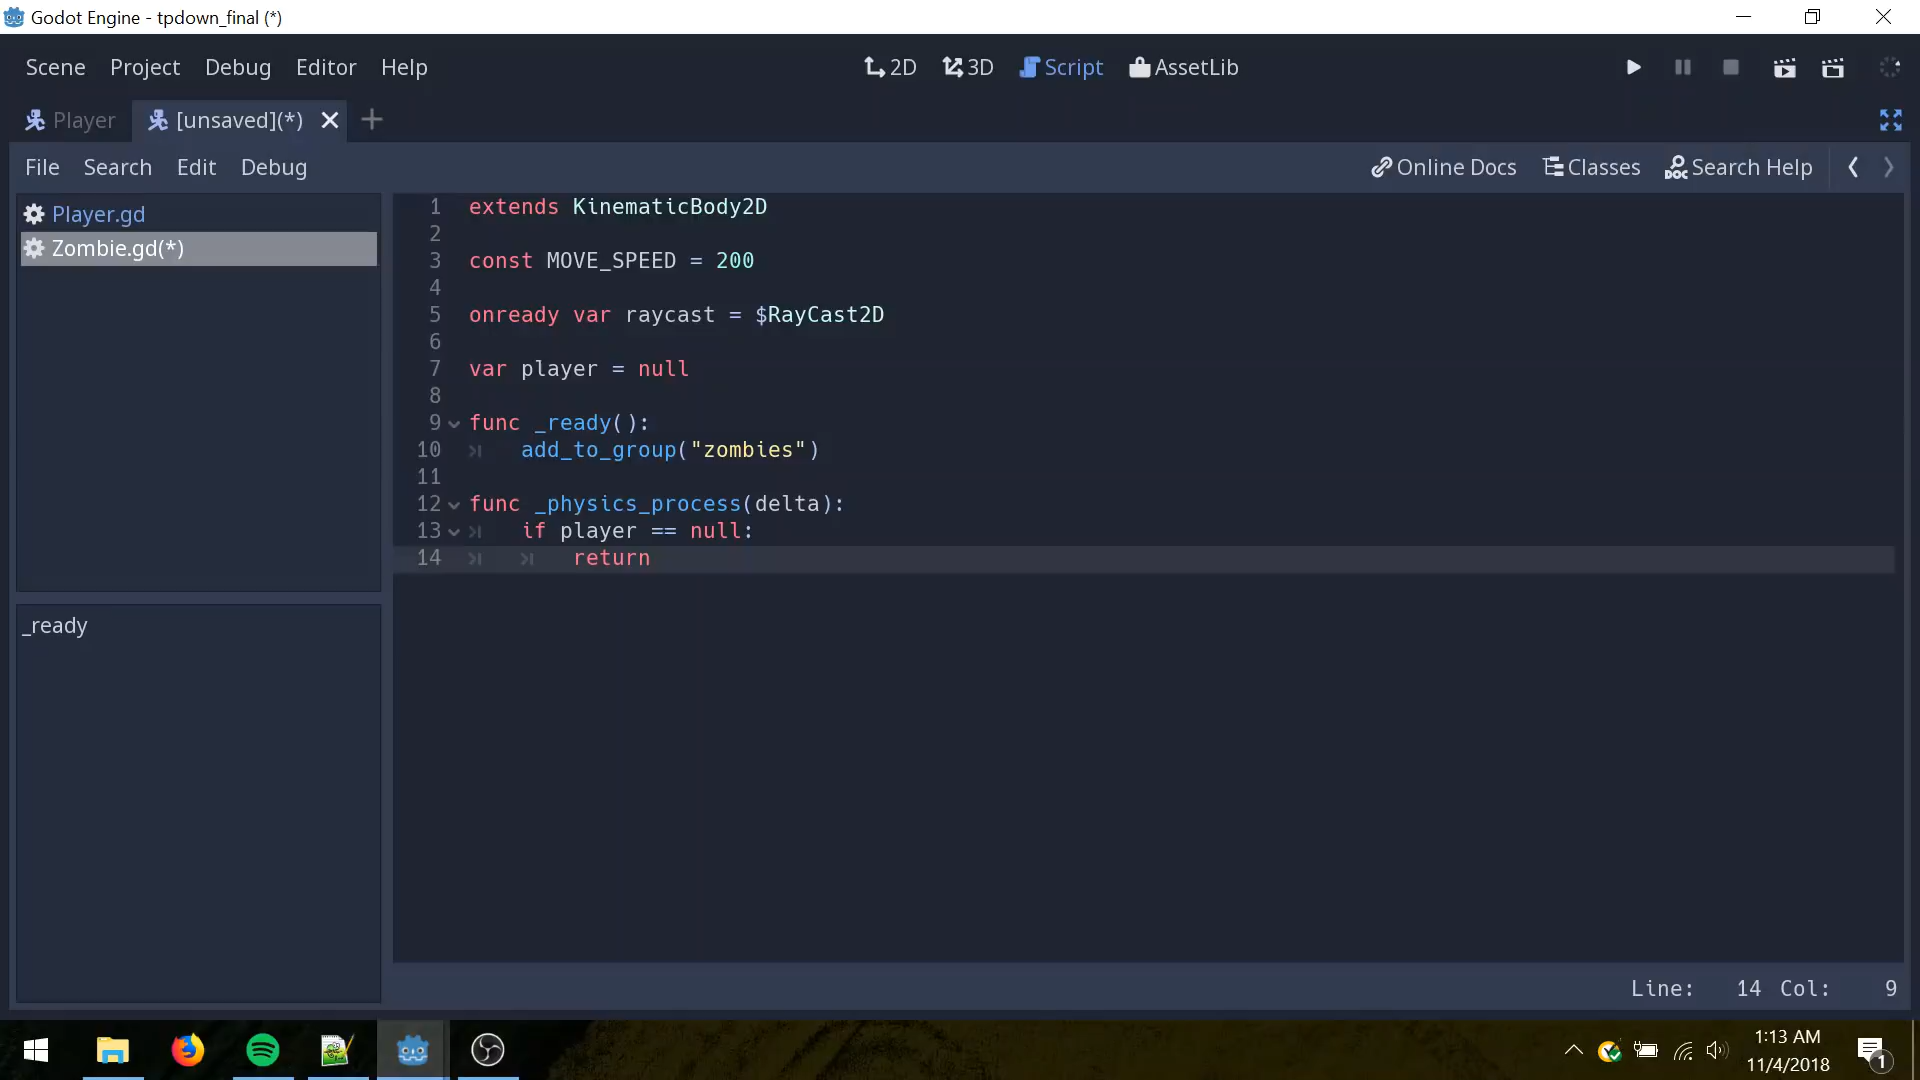 Godot Engine - tpdown_final (*)
Scene Project Debug Editor Help
2D 3D Script AssetLib
Player [unsaved](*)
File Search Edit Debug
Online Docs Classes DOC Search Help
Player.gd
Zombie.gd(*)
_ready
1 extends KinematicBody2D
2
3 const MOVE_SPEED = 200
4
5 onready var raycast = $RayCast2D
6
7 var player = null
8
9 func _ready():
10 add_to_group("zombies")
11
12 func _physics_process(delta):
13 if player == null:
14 return
Line: 14 Col: 9
1:13 AM
11/4/2018
1